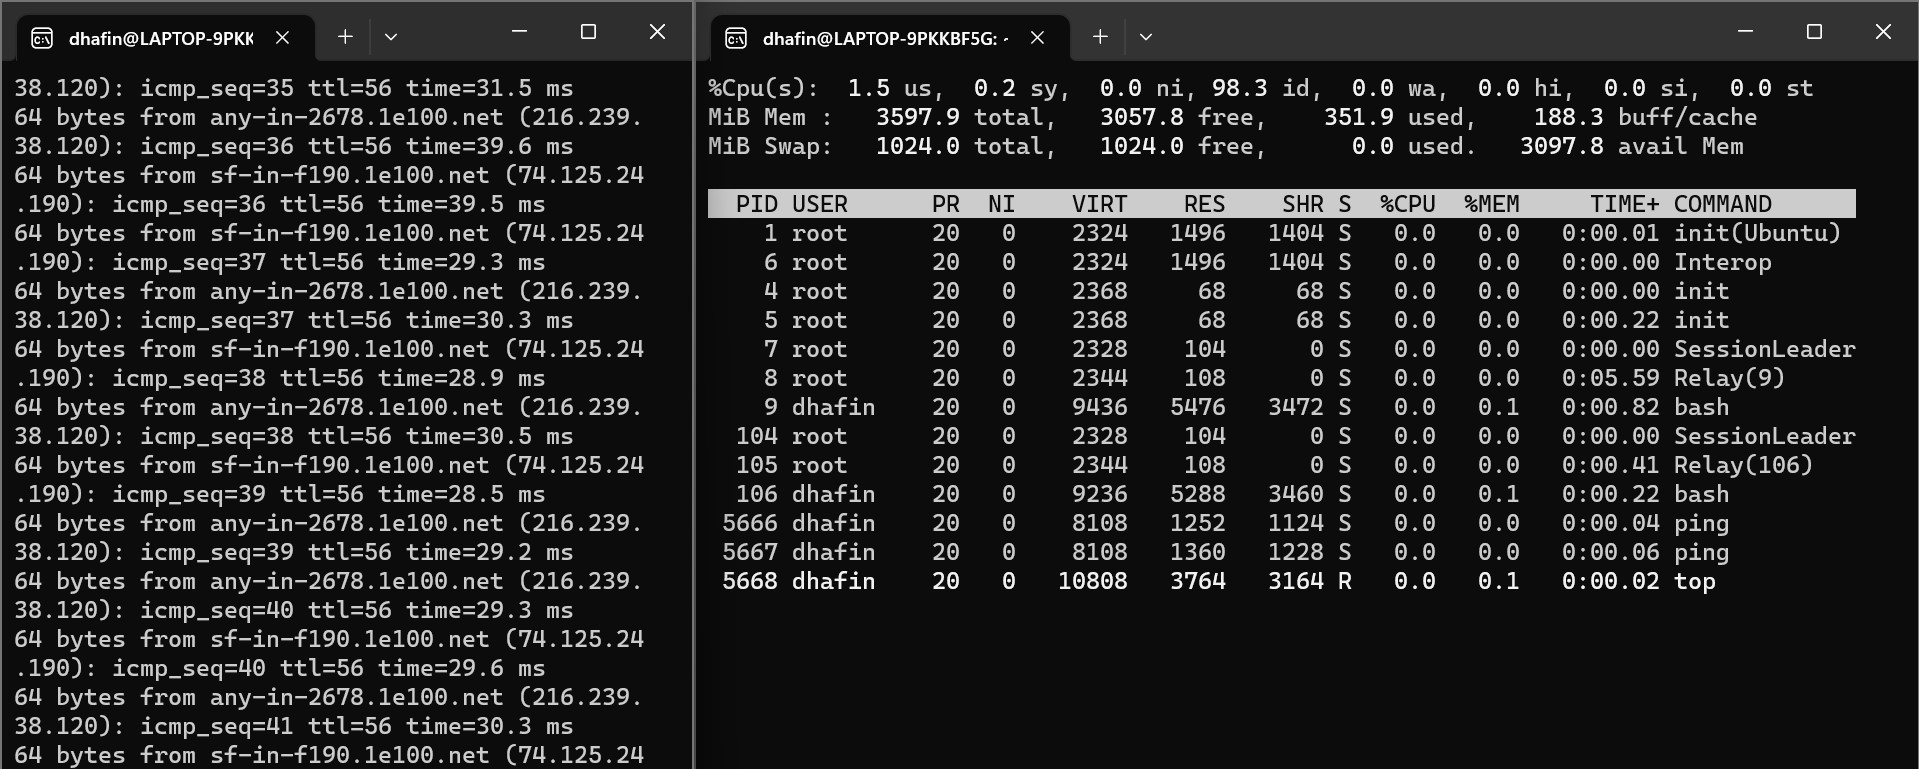 dhafin@LAPTOP-9PKK
38.120): icmp_seq=35 ttl=56 time=31.5 ms
64 bytes from any-in-2678.1e100.net (216.239.
38.120): icmp_seq=36 ttl=56 time=39.6 ms
64 bytes from sf-in-f190.1e100.net (74.125.24
.190): icmp_seq=36 ttl=56 time=39.5 ms
64 bytes from sf-in-f190.1e100.net (74.125.24
.190): icmp_seq=37 ttl=56 time=29.3 ms
64 bytes from any-in-2678.1e100.net (216.239.
38.120): icmp_seq=37 ttl=56 time=30.3 ms
64 bytes from sf-in-f190.1e100.net (74.125.24
.190): icmp_seq=38 ttl=56 time=28.9 ms
64 bytes from any-in-2678.1e100.net (216.239.
38.120): icmp_seq=38 ttl=56 time=30.5 ms
64 bytes from sf-in-f190.1e100.net (74.125.24
.190): icmp_seq=39 ttl=56 time=28.5 ms
64 bytes from any-in-2678.1e100.net (216.239.
38.120): icmp_seq=39 ttl=56 time=29.2 ms
64 bytes from any-in-2678.1e100.net (216.239.
38.120): icmp_seq=40 ttl=56 time=29.3 ms
64 bytes from sf-in-f190.1e100.net (74.125.24
.190): icmp_seq=40 ttl=56 time=29.6 ms
64 bytes from any-in-2678.1e100.net (216.239.
38.120): icmp_seq=41 ttl=56 time=30.3 ms
64 bytes from sf-in-f190.1e100.net (74.125.24
dhafin@LAPTOP-9PKKBF5G: ~
%Cpu(s):  1.5 us,  0.2 sy,  0.0 ni, 98.3 id,  0.0 wa,  0.0 hi,  0.0 si,  0.0 st
MiB Mem :   3597.9 total,   3057.8 free,    351.9 used,    188.3 buff/cache
MiB Swap:   1024.0 total,   1024.0 free,      0.0 used.   3097.8 avail Mem
PID USER      PR  NI    VIRT    RES    SHR S  %CPU  %MEM     TIME+ COMMAND
1 root      20   0    2324   1496   1404 S   0.0   0.0   0:00.01 init(Ubuntu)
6 root      20   0    2324   1496   1404 S   0.0   0.0   0:00.00 Interop
4 root      20   0    2368     68     68 S   0.0   0.0   0:00.00 init
5 root      20   0    2368     68     68 S   0.0   0.0   0:00.22 init
7 root      20   0    2328    104      0 S   0.0   0.0   0:00.00 SessionLeader
8 root      20   0    2344    108      0 S   0.0   0.0   0:05.59 Relay(9)
9 dhafin    20   0    9436   5476   3472 S   0.0   0.1   0:00.82 bash
104 root      20   0    2328    104      0 S   0.0   0.0   0:00.00 SessionLeader
105 root      20   0    2344    108      0 S   0.0   0.0   0:00.41 Relay(106)
106 dhafin    20   0    9236   5288   3460 S   0.0   0.1   0:00.22 bash
5666 dhafin    20   0    8108   1252   1124 S   0.0   0.0   0:00.04 ping
5667 dhafin    20   0    8108   1360   1228 S   0.0   0.0   0:00.06 ping
5668 dhafin    20   0   10808   3764   3164 R   0.0   0.1   0:00.02 top